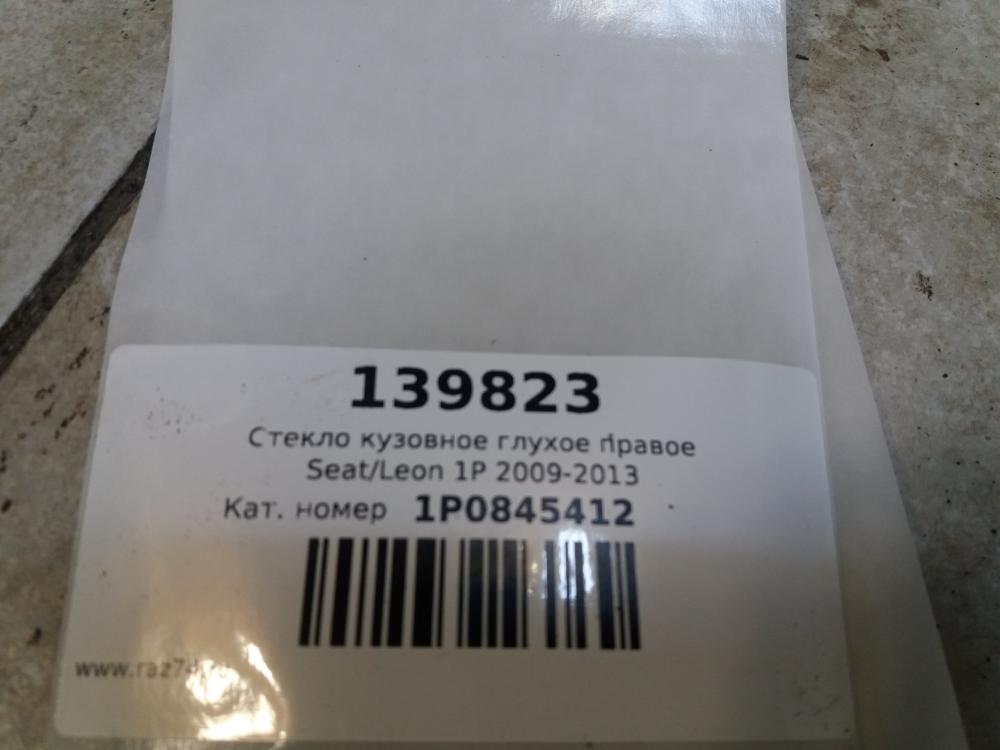 139823
Стекло кузовное глухое правое
Seat/Leon 1P 2009-2013
Кат. номер 1P0845412